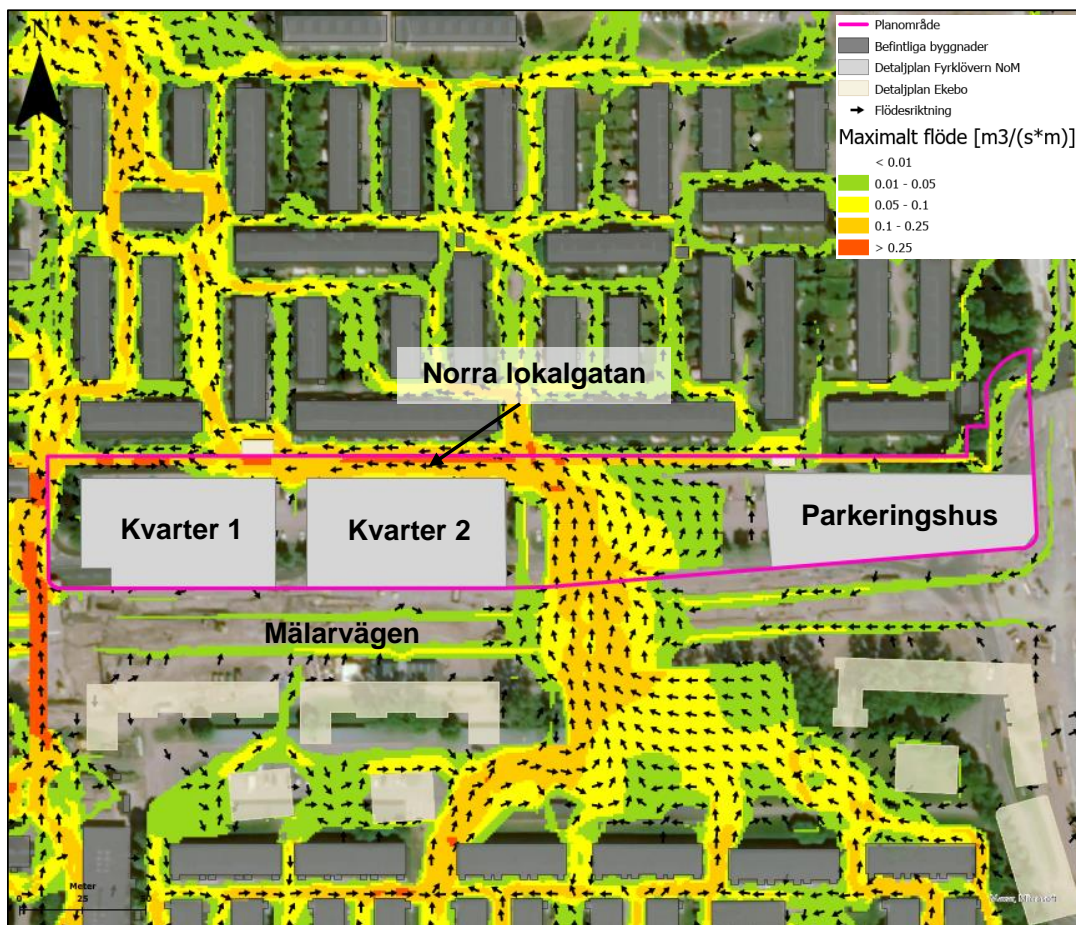 N
Planområde
Befintliga byggnader
Detaljplan Fyrklövern NoM
Detaljplan Ekebo
Flödesriktning
Maximalt flöde [m3/(s*m)]
< 0.01
0.01 - 0.05
0.05 - 0.1
0.1 - 0.25
> 0.25
Norra lokalgatan
Kvarter 1
Kvarter 2
Parkeringshus
Mälarvägen
Meter
0 25 50
Microsoft